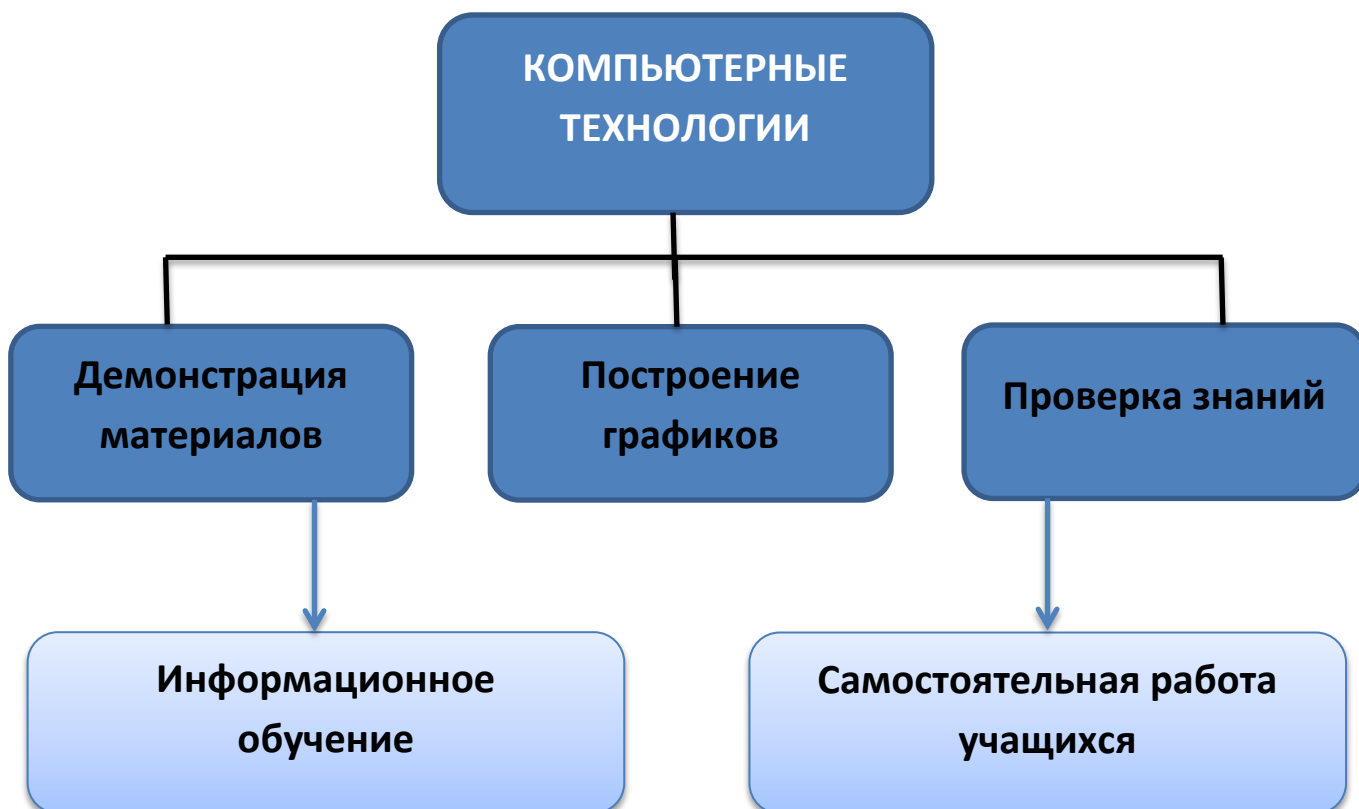 КОМПЬЮТЕРНЫЕ
ТЕХНОЛОГИИ
Демонстрация
материалов
Построение
графиков
Проверка знаний
Информационное
обучение
Самостоятельная работа
учащихся